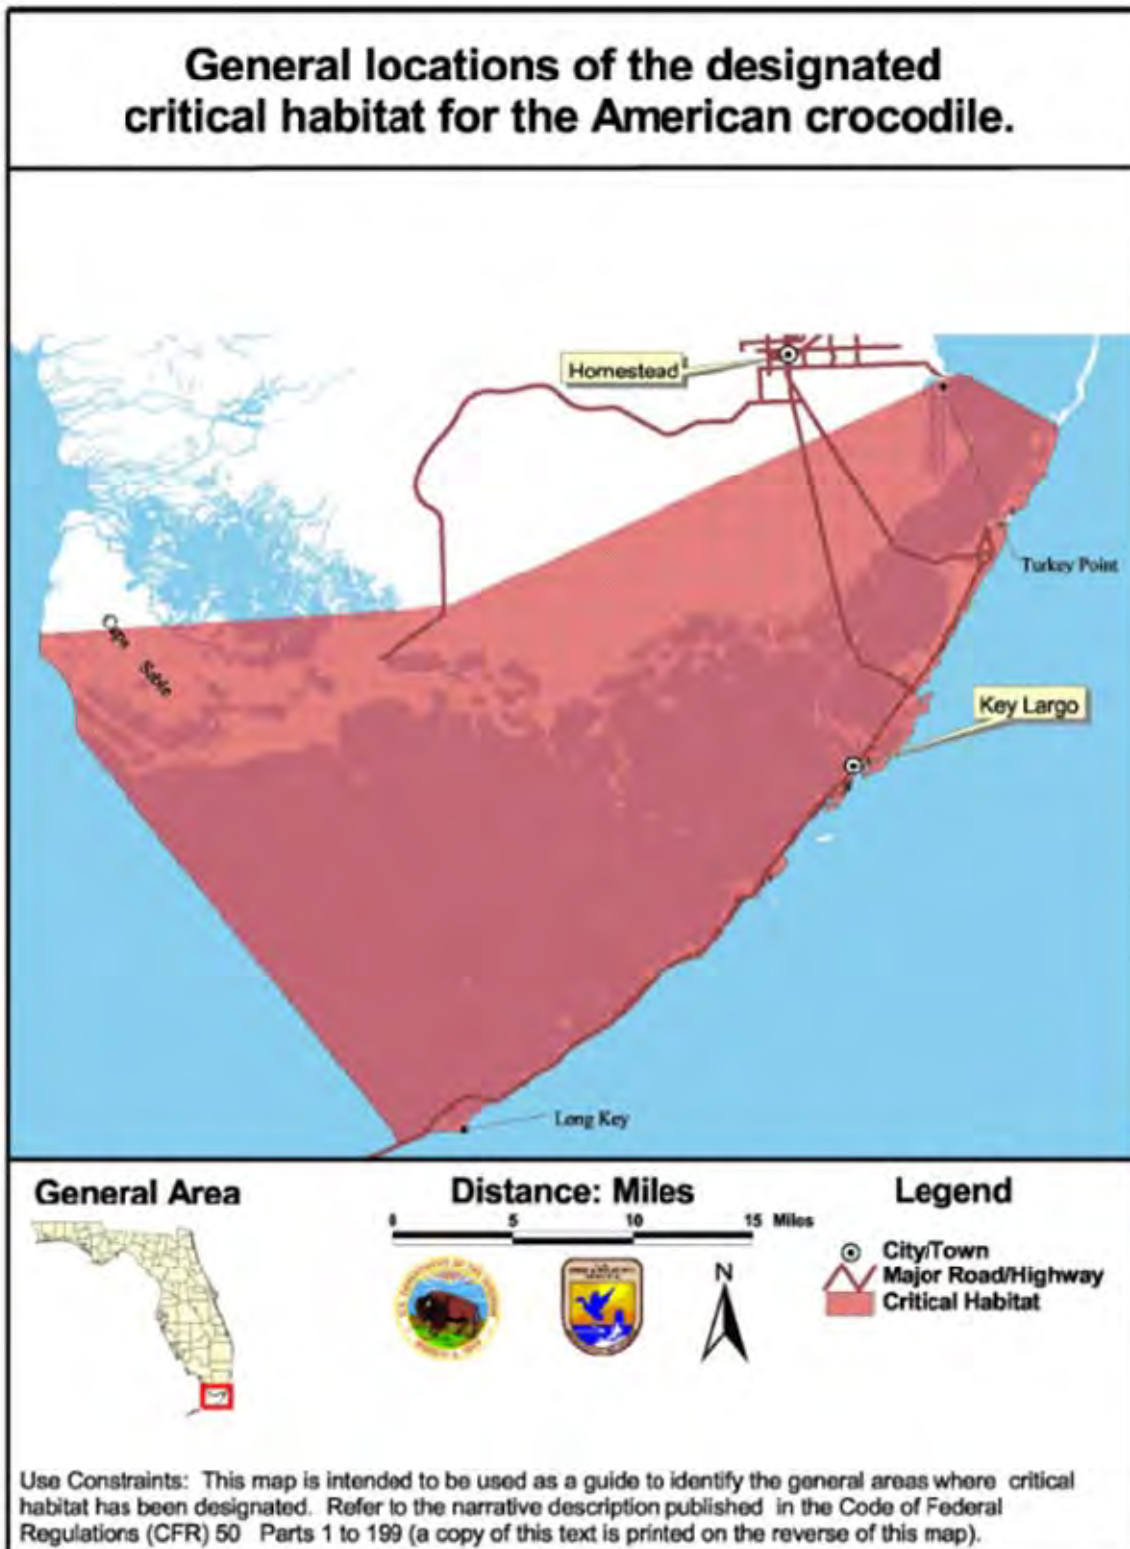 General locations of the designated
critical habitat for the American crocodile.
Homestead
Turkey Point
Cape Sable
Key Largo
Long Key
General Area
Distance: Miles
0 5 10 15 Miles
N
Legend
City/Town
Major Road/Highway
Critical Habitat
Use Constraints: This map is intended to be used as a guide to identify the general areas where critical
habitat has been designated. Refer to the narrative description published in the Code of Federal
Regulations (CFR) 50 Parts 1 to 199 (a copy of this text is printed on the reverse of this map).